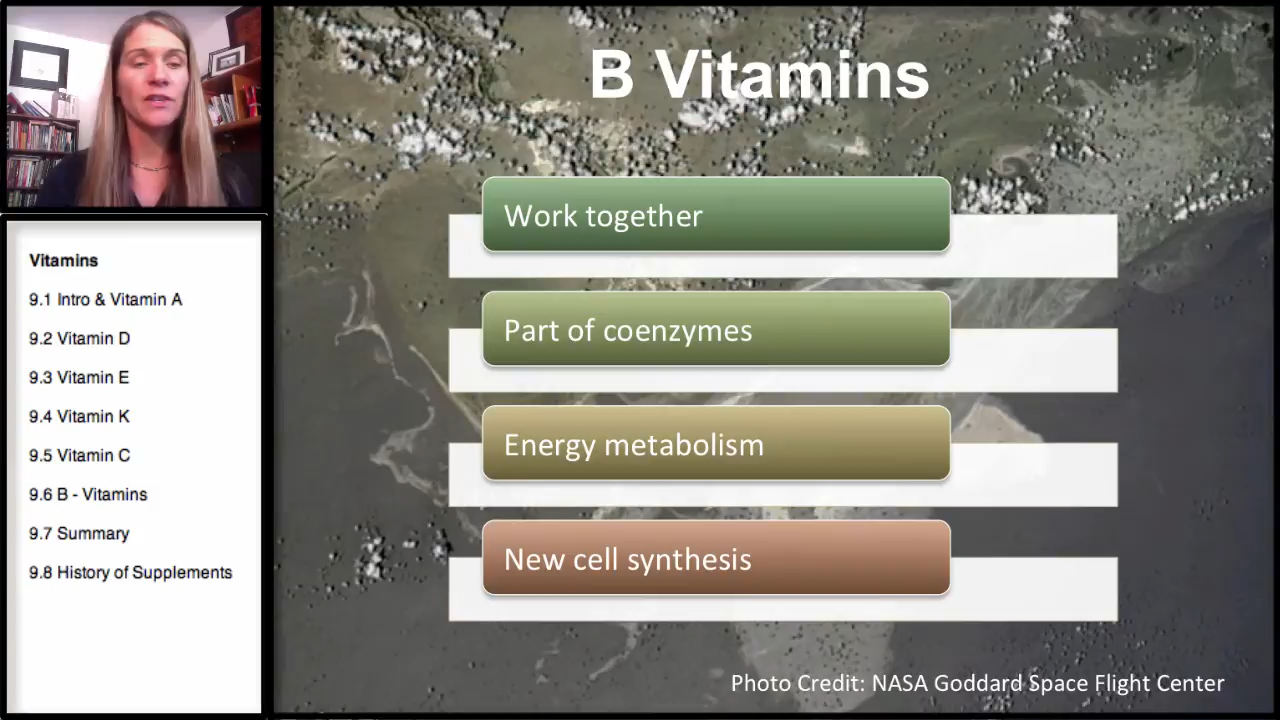 B Vitamins
Work together
Part of coenzymes
Energy metabolism
New cell synthesis
Photo Credit: NASA Goddard Space Flight Center
Vitamins
9.1 Intro & Vitamin A
9.2 Vitamin D
9.3 Vitamin E
9.4 Vitamin K
9.5 Vitamin C
9.6 B - Vitamins
9.7 Summary
9.8 History of Supplements